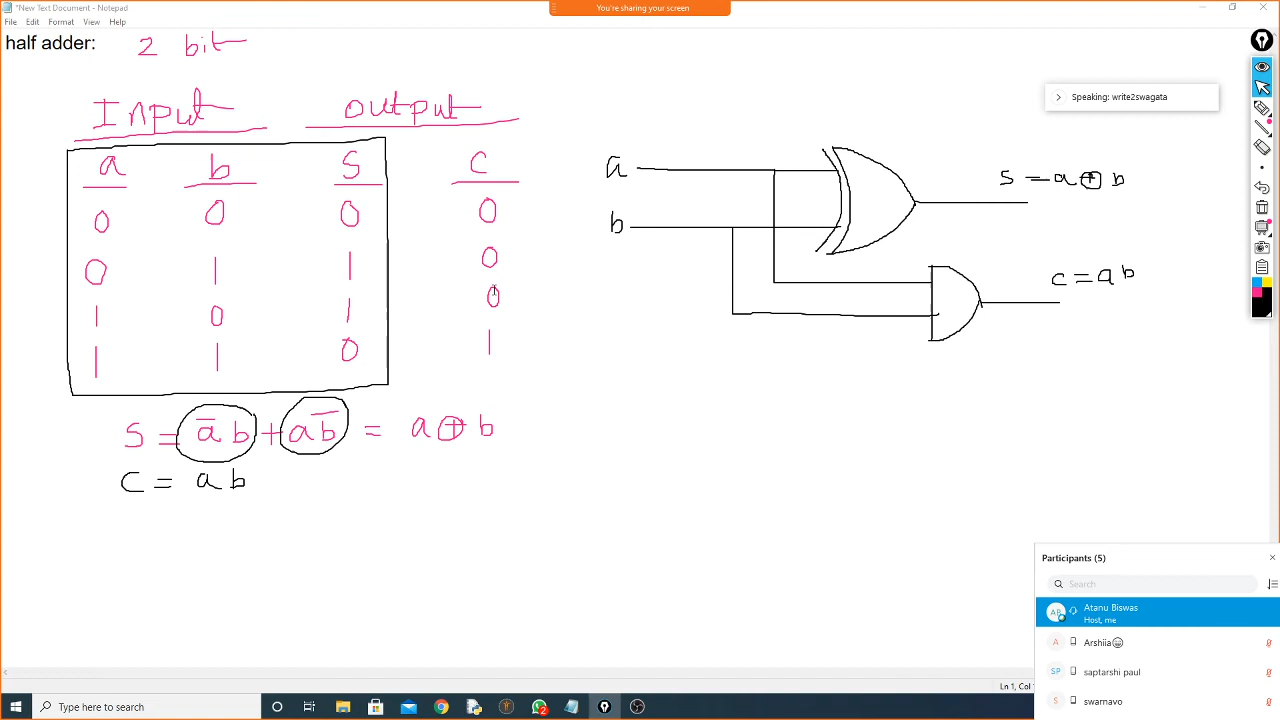 *New Text Document - Notepad
You're sharing your screen
File Edit Format View Help
half adder: 2 bit
Speaking: write2swagata
Input output
a b S C
0 0 0 0
0 1 1 0
1 0 1 0
1 1 0 1
a
b
S = a ⊕ b
c = ab
S = a̅ b + a b̅ = a ⊕ b
C = a b
Participants (5)
Search
AB Atanu Biswas
Host, me
A Arshiia😄
SP saptarshi paul
S swarnavo
Ln 1, Col
Type here to search
2